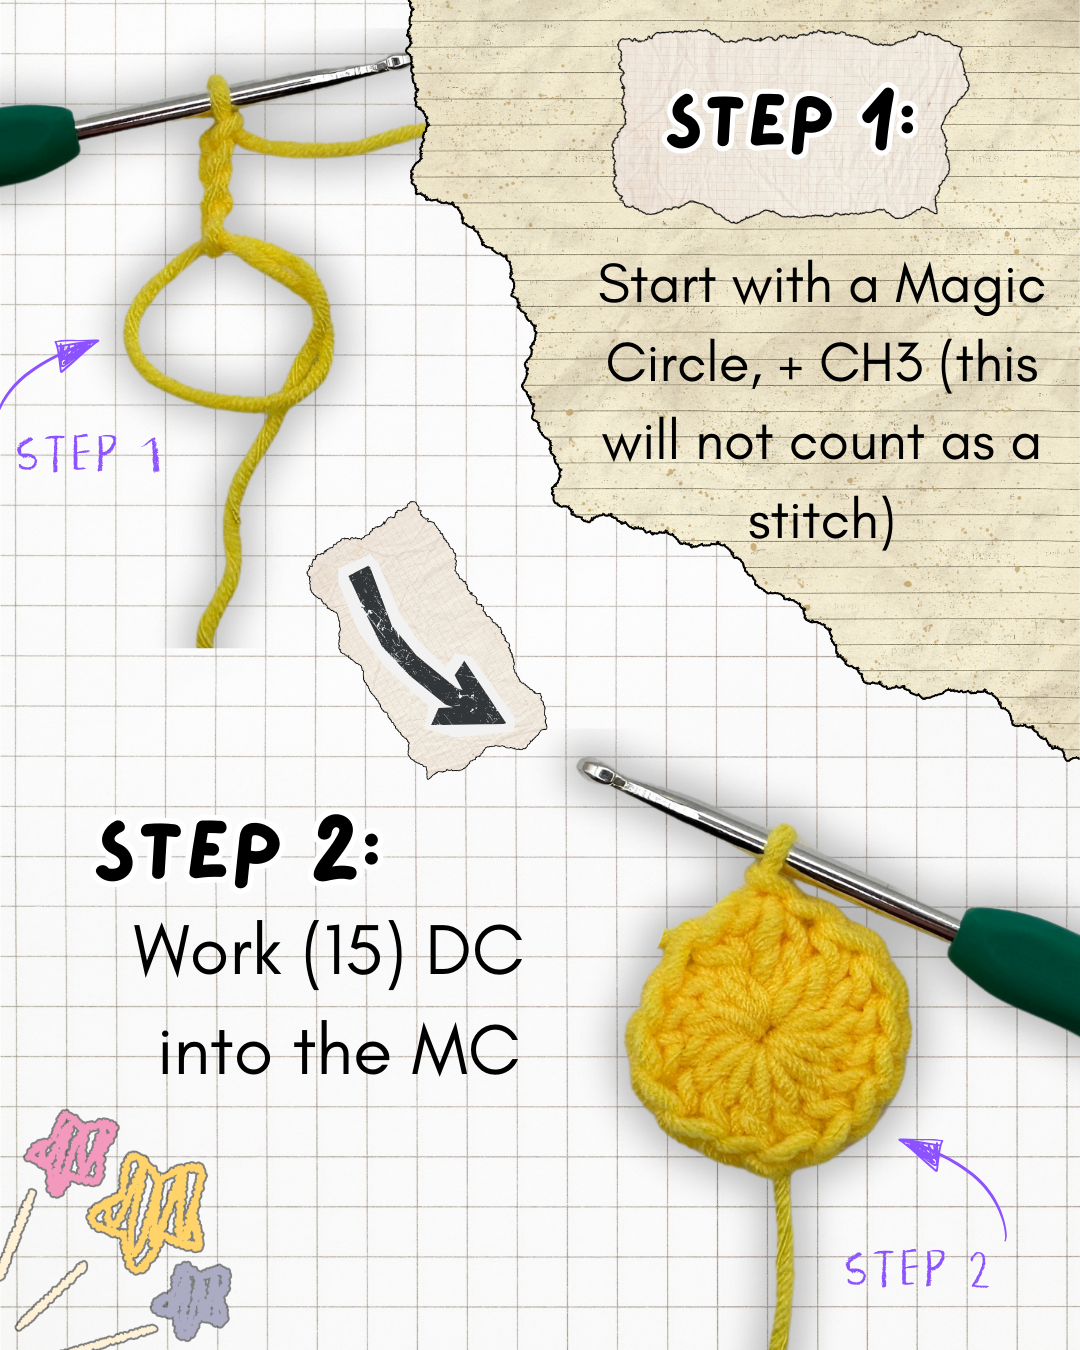 STEP 1:
Start with a Magic
Circle, + CH3 (this
will not count as a
stitch)
STEP 1
STEP 2:
Work (15) DC
into the MC
STEP 2